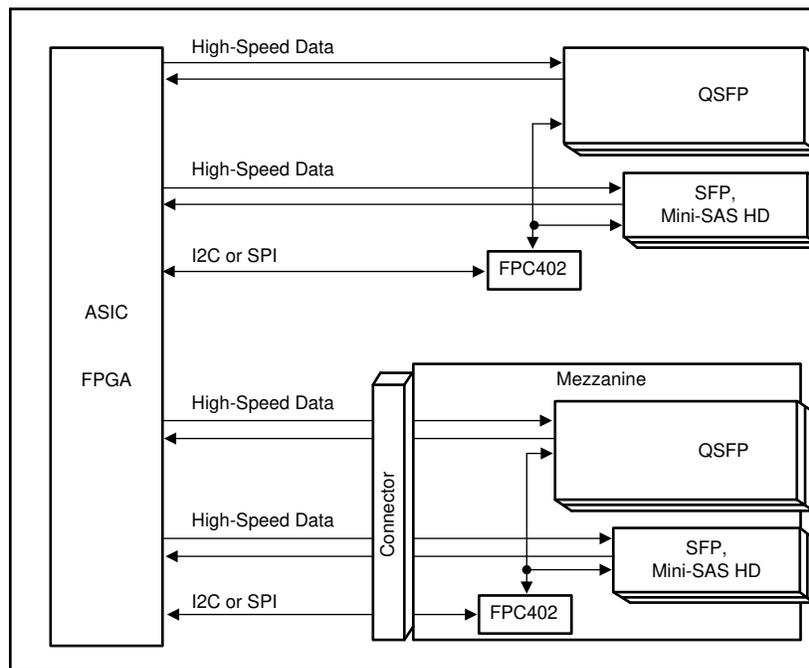 High-Speed Data
QSFP
High-Speed Data
SFP,
Mini-SAS HD
I2C or SPI
FPC402
ASIC
FPGA
Mezzanine
High-Speed Data
QSFP
Connector
High-Speed Data
SFP,
Mini-SAS HD
I2C or SPI
FPC402